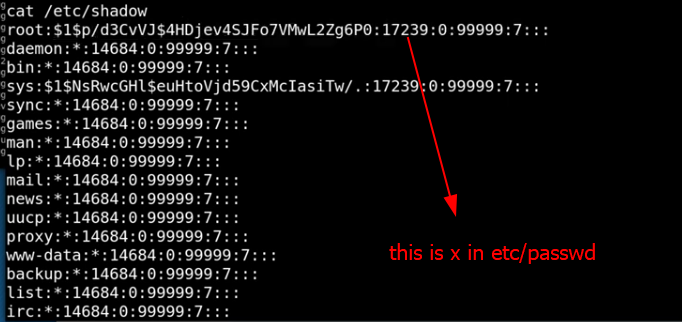 cat /etc/shadow
root:$1$p/d3CvVJ$4HDjev4SJFo7VMwL2Zg6P0:17239:0:99999:7:::
daemon:*:14684:0:99999:7:::
bin:*:14684:0:99999:7:::
sys:$1$NsRwcGHl$euHtoVjd59CxMcIasiTw/.:17239:0:99999:7:::
sync:*:14684:0:99999:7:::
games:*:14684:0:99999:7:::
man:*:14684:0:99999:7:::
lp:*:14684:0:99999:7:::
mail:*:14684:0:99999:7:::
news:*:14684:0:99999:7:::
uucp:*:14684:0:99999:7:::
proxy:*:14684:0:99999:7:::
www-data:*:14684:0:99999:7:::
backup:*:14684:0:99999:7:::
list:*:14684:0:99999:7:::
irc:*:14684:0:99999:7:::
this is x in etc/passwd